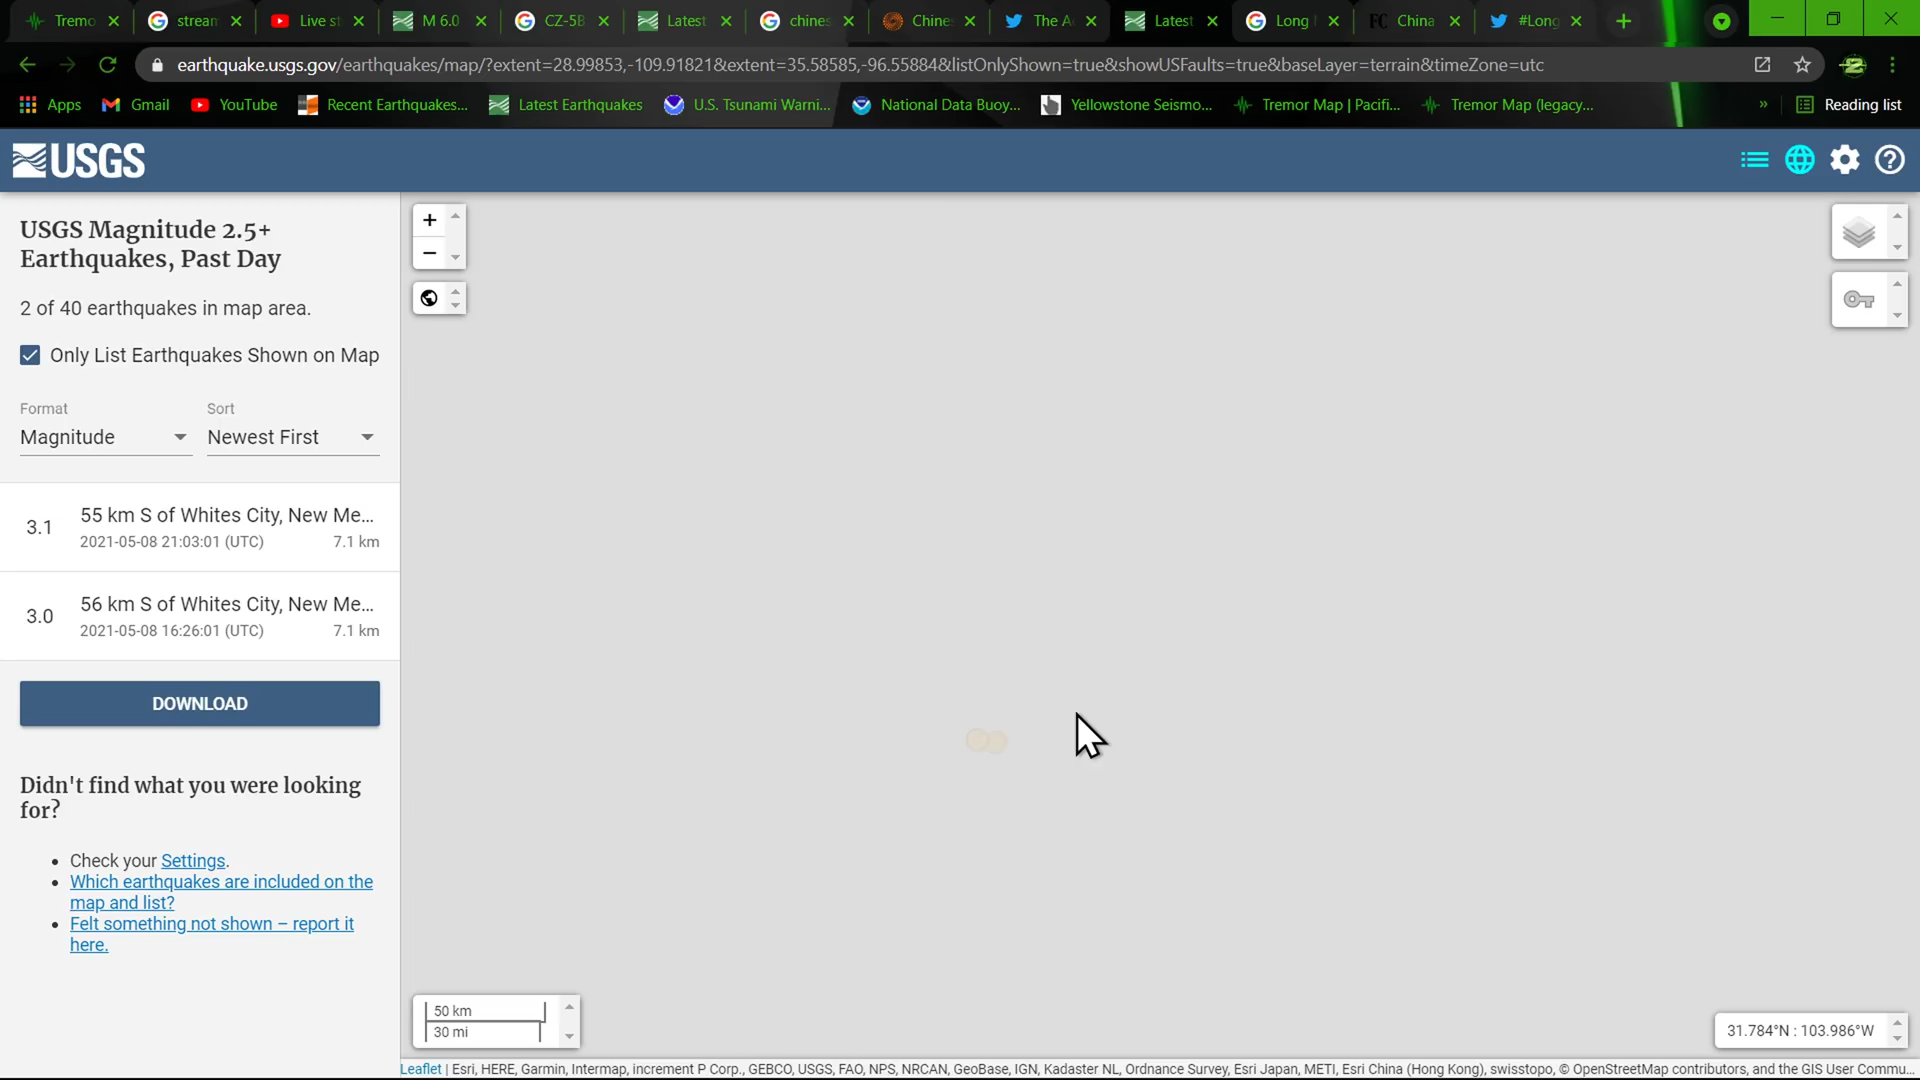 Tremo
stream
Live st
M 6.0
CZ-5B
Latest
chines
Chines
The A
Latest
Long
China
#Long
earthquake.usgs.gov/earthquakes/map/?extent=28.99853,-109.91821&extent=35.58585,-96.55884&listOnlyShown=true&showUSFaults=true&baseLayer=terrain&timeZone=utc
Apps
Gmail
YouTube
Recent Earthquakes...
Latest Earthquakes
U.S. Tsunami Warni...
National Data Buoy...
Yellowstone Seismo...
Tremor Map | Pacifi...
Tremor Map (legacy...
»
Reading list
USGS
USGS Magnitude 2.5+
Earthquakes, Past Day
2 of 40 earthquakes in map area.
Only List Earthquakes Shown on Map
Format
Sort
Magnitude
Newest First
3.1
55 km S of Whites City, New Me...
2021-05-08 21:03:01 (UTC)
7.1 km
3.0
56 km S of Whites City, New Me...
2021-05-08 16:26:01 (UTC)
7.1 km
DOWNLOAD
Didn't find what you were looking
for?
• Check your Settings.
• Which earthquakes are included on the
map and list?
• Felt something not shown – report it
here.
+
−
50 km
30 mi
31.784°N : 103.986°W
Leaflet | Esri, HERE, Garmin, Intermap, increment P Corp., GEBCO, USGS, FAO, NPS, NRCAN, GeoBase, IGN, Kadaster NL, Ordnance Survey, Esri Japan, METI, Esri China (Hong Kong), swisstopo, © OpenStreetMap contributors, and the GIS User Commu...